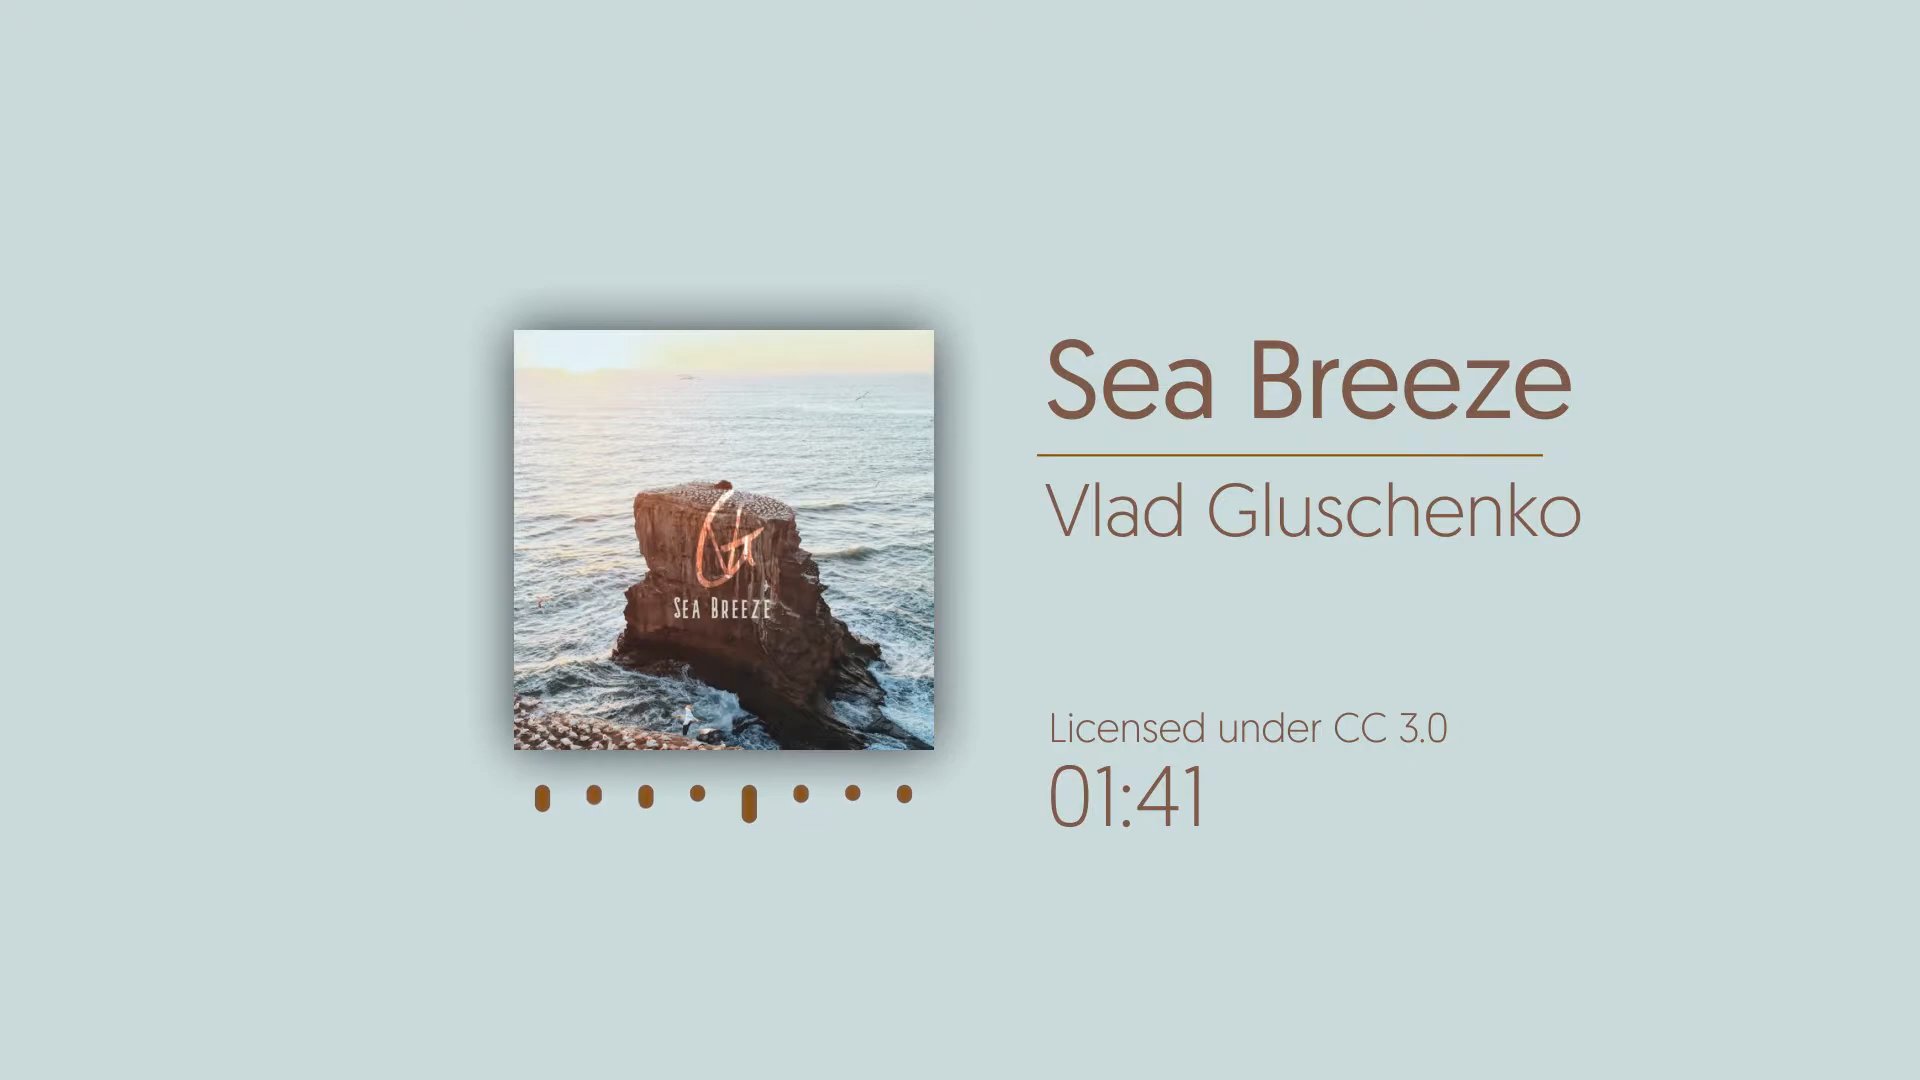 Sea Breeze
Vlad Gluschenko
SEA BREEZE
Licensed under CC 3.0
01:41